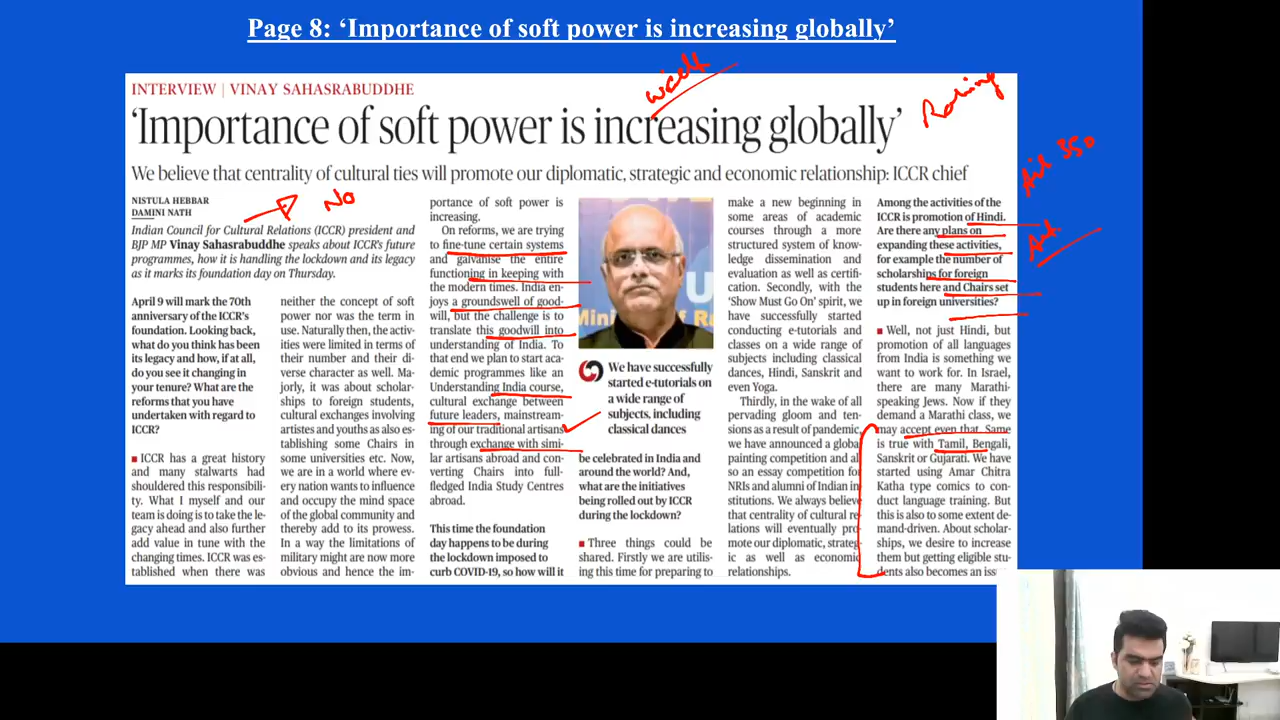 Page 8: ‘Importance of soft power is increasing globally’
INTERVIEW | VINAY SAHASRABUDDHE
‘Importance of soft power is increasing globally’
We believe that centrality of cultural ties will promote our diplomatic, strategic and economic relationship: ICCR chief
No
Art 350
NISTULA HEBBAR
DAMINI NATH
Indian Council for Cultural Relations (ICCR) president and
BJP MP Vinay Sahasrabuddhe speaks about ICCR’s future
programmes, how it is handling the lockdown and its legacy
as it marks its foundation day on Thursday.
April 9 will mark the 70th
anniversary of the ICCR’s
foundation. Looking back,
what do you think has been
its legacy and how, if at all,
do you see it changing in
your tenure? What are the
reforms that you have
undertaken with regard to
ICCR?
■ ICCR has a great history
and many stalwarts had
shouldered this responsibili-
ty. What I myself and our
team is doing is to take the
legacy ahead and also further
add value in tune with the
changing times. ICCR was es-
tablished when there was
neither the concept of soft
power nor was the term in
use. Naturally then, the activ-
ities were limited in terms of
their number and their di-
verse character as well. Ma-
jorly, it was about scholar-
ships to foreign students,
cultural exchanges involving
artistes and youths as also es-
tablishing some Chairs in
some universities etc. Now,
we are in a world where ev-
ery nation wants to influence
and occupy the mind space
of the global community and
thereby add to its prowess.
In a way the limitations of
military might are now more
obvious and hence the im-
portance of soft power is
increasing.
On reforms, we are trying
to fine-tune certain systems
and galvanise the entire
functioning in keeping with
the modern times. India en-
joys a groundswell of good-
will, but the challenge is to
translate this goodwill into
understanding of India. To
that end we plan to start aca-
demic programmes like an
Understanding India course,
cultural exchange between
future leaders, mainstream-
ing of our traditional artisans
through exchange with simi-
lar artisans abroad and con-
verting Chairs into full-
fledged India Study Centres
abroad.
This time the foundation
day happens to be during
the lockdown imposed to
curb COVID-19, so how will it
We have successfully
started e-tutorials on
a wide range of
subjects, including
classical dances
be celebrated in India and
around the world? And,
what are the initiatives
being rolled out by ICCR
during the lockdown?
■ Three things could be
shared. Firstly we are utilis-
ing this time for preparing to
make a new beginning in
some areas of academic
courses through a more
structured system of know-
ledge dissemination and
evaluation as well as certifi-
cation. Secondly, with the
‘Show Must Go On’ spirit, we
have successfully started
conducting e-tutorials and
classes on a wide range of
subjects including classical
dances, Hindi, Sanskrit and
even Yoga.
Thirdly, in the wake of all
pervading gloom and ten-
sions as a result of pandemic,
we have announced a global
painting competition and al-
so an essay competition for
NRIs and alumni of Indian in-
stitutions. We always believe
that centrality of cultural re-
lations will eventually pro-
mote our diplomatic, strateg-
ic as well as economic
relationships.
Among the activities of the
ICCR is promotion of Hindi.
Are there any plans on
expanding these activities,
for example the number of
scholarships for foreign
students here and Chairs set
up in foreign universities?
■ Well, not just Hindi, but
promotion of all languages
from India is something we
want to work for. In Israel,
there are many Marathi-
speaking Jews. Now if they
demand a Marathi class, we
may accept even that. Same
is true with Tamil, Bengali,
Sanskrit or Gujarati. We have
started using Amar Chitra
Katha type comics to con-
duct language training. But
this is also to some extent de-
mand-driven. About scholar-
ships, we desire to increase
them but getting eligible stu-
dents also becomes an